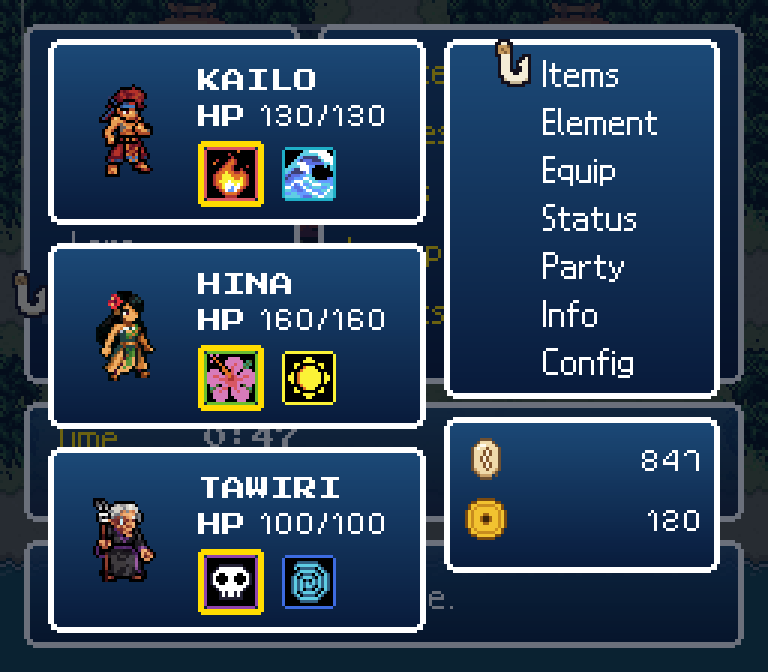 KAILO
HP 130/130
HINA
HP 160/160
TAWIRI
HP 100/100
Items
Element
Equip
Status
Party
Info
Config
847
120
Time
0:47
e.